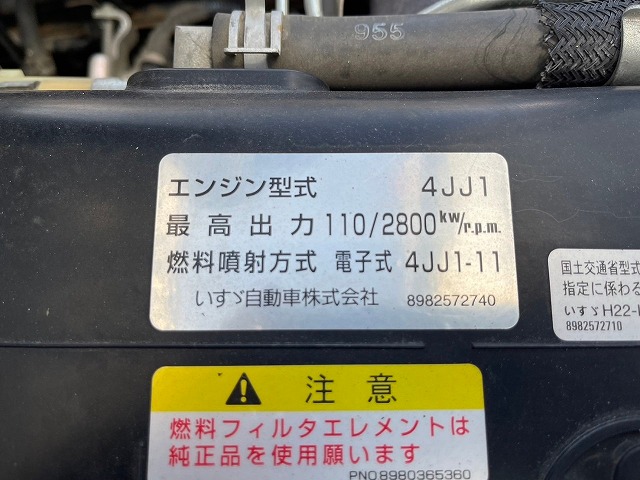 955
エンジン型式 4JJ1
最高出力 110/2800 kw/r.p.m.
燃料噴射方式 電子式 4JJ1-11
いすゞ自動車株式会社 8982572740
国土交通省型式
指定に係わる
いすゞH22-
8982572710
注意
燃料フィルタエレメントは
純正品を使用願います
PNO8980365360